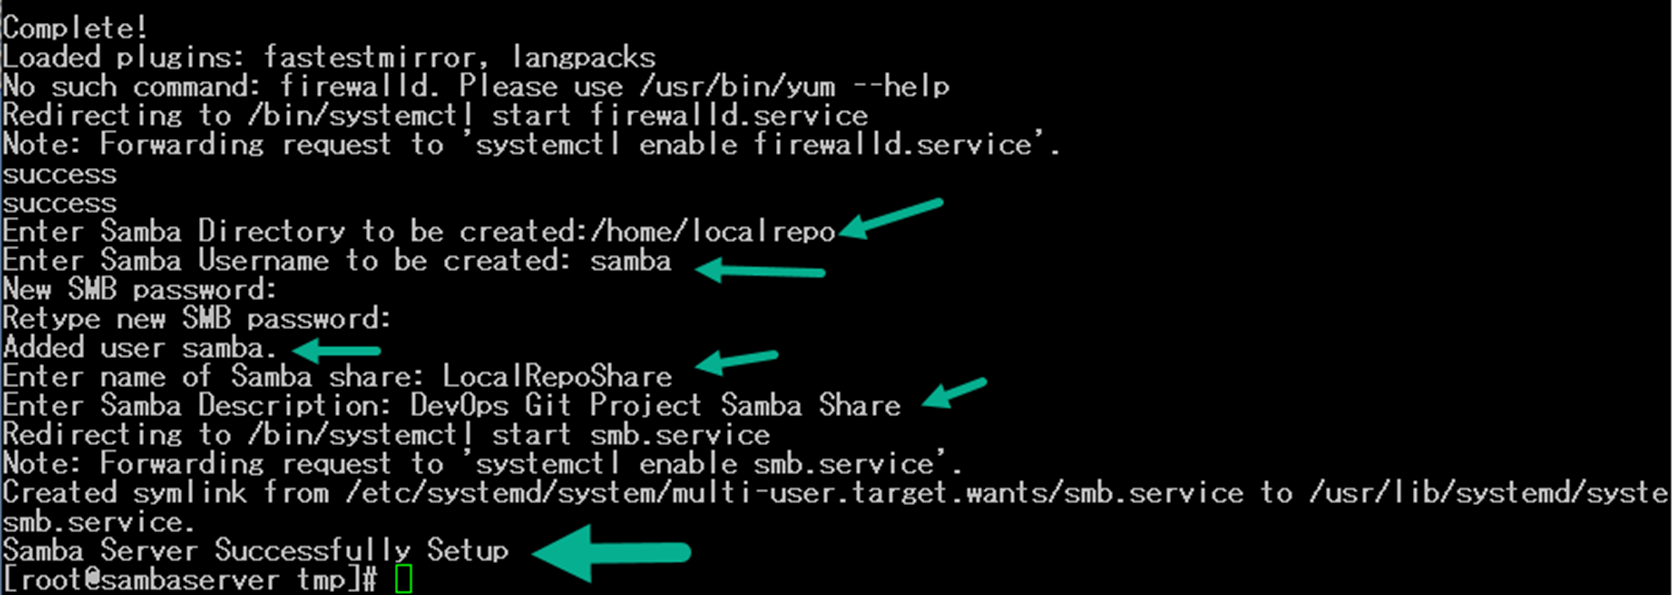 Complete!
Loaded plugins: fastestmirror, langpacks
No such command: firewalld. Please use /usr/bin/yum --help
Redirecting to /bin/systemctl start firewalld.service
Note: Forwarding request to 'systemctl enable firewalld.service'.
success
success
Enter Samba Directory to be created:/home/localrepo
Enter Samba Username to be created: samba
New SMB password:
Retype new SMB password:
Added user samba.
Enter name of Samba share: LocalRepoShare
Enter Samba Description: DevOps Git Project Samba Share
Redirecting to /bin/systemctl start smb.service
Note: Forwarding request to 'systemctl enable smb.service'.
Created symlink from /etc/systemd/system/multi-user.target.wants/smb.service to /usr/lib/systemd/syste
smb.service.
Samba Server Successfully Setup
[root@sambaserver tmp]#